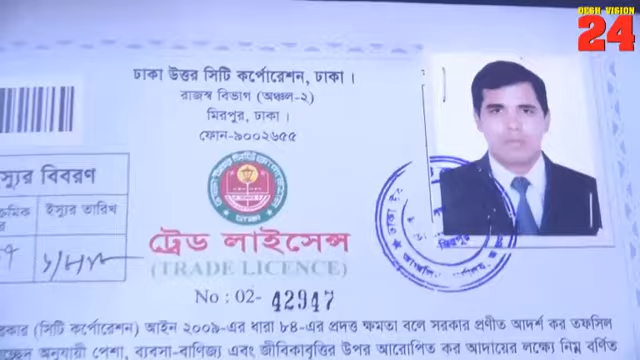 DESH VISION
24
ঢাকা উত্তর সিটি কর্পোরেশন, ঢাকা।
রাজস্ব বিভাগ (অঞ্চল-২)
মিরপুর, ঢাকা।
ফোন-৯০০২৬৫৫
স্যুর বিবরণ
ইস্যুর তারিখ
ট্রেড লাইসেন্স
(TRADE LICENCE)
No : 02- 42947
রকার (সিটি কর্পোরেশন) আইন ২০০৯-এর ধারা ৮৪-এর প্রদত্ত ক্ষমতা বলে সরকার প্রণীত আদর্শ কর তফসিল
অনুযায়ী পেশা, ব্যবসা-বাণিজ্য এবং জীবিকাবৃত্তির উপর আরোপিত কর আদায়ের লক্ষ্যে নিম্ন বর্ণিত